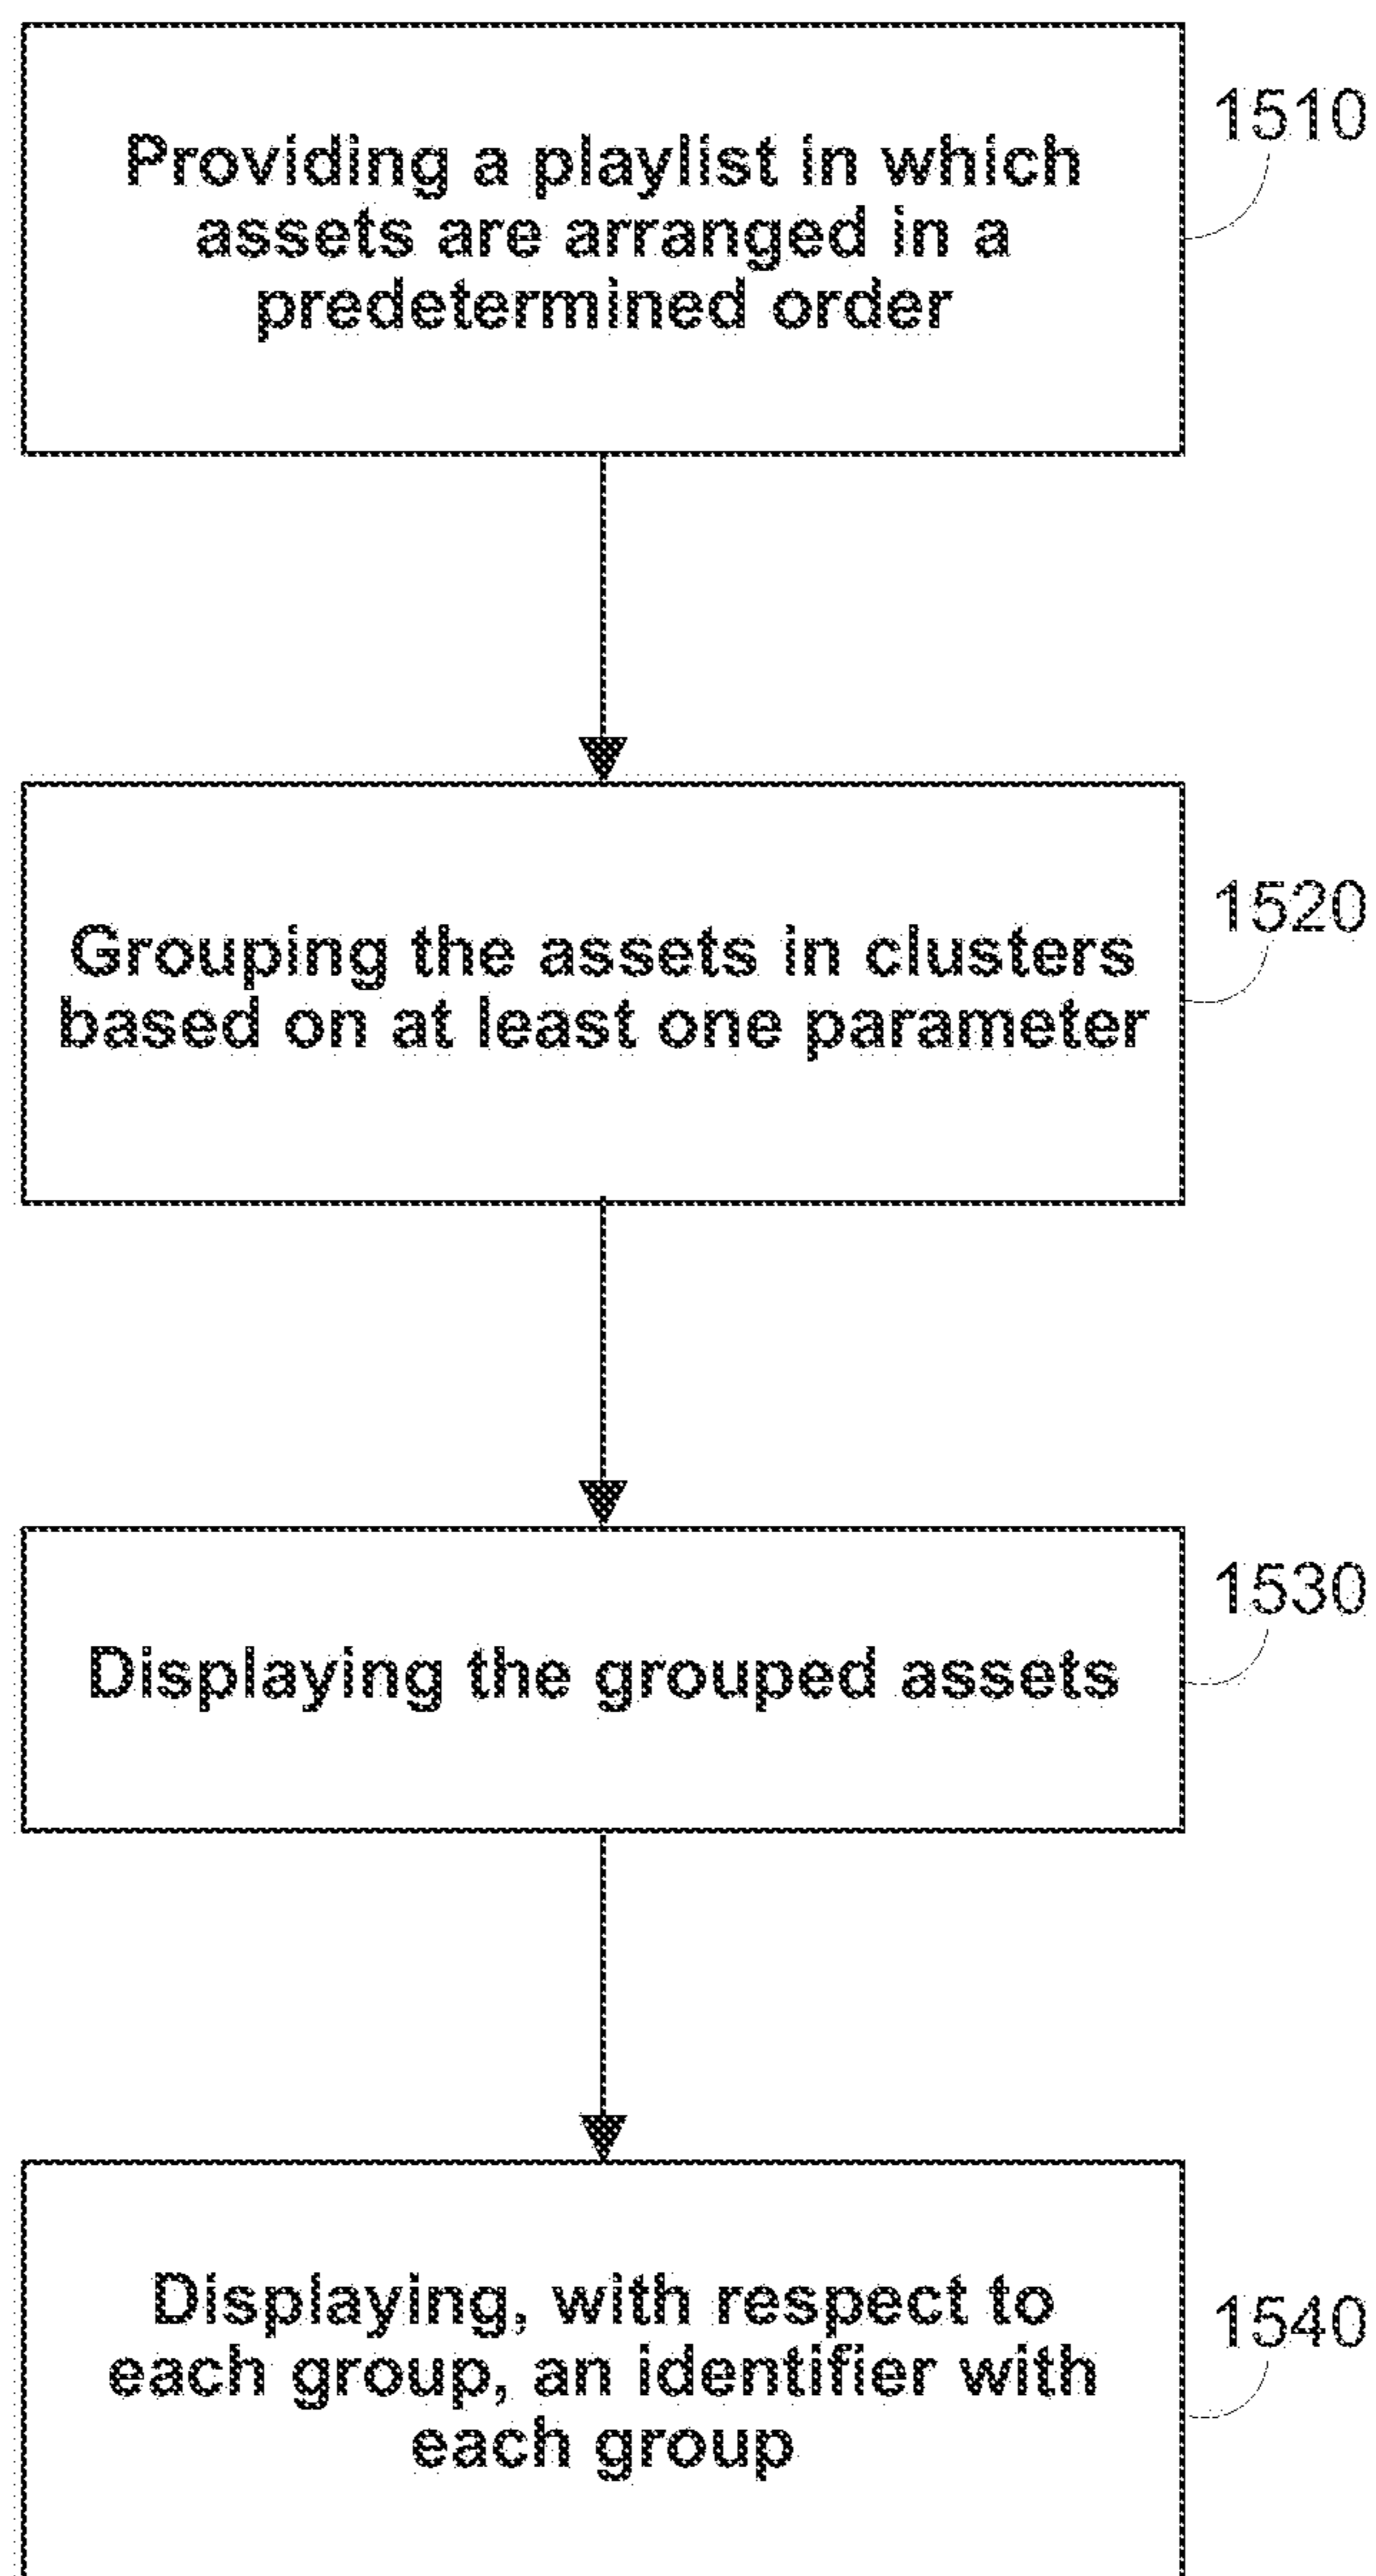 Providing a playlist in which
assets are arranged in a
predetermined order
1510
Grouping the assets in clusters
based on at least one parameter
1520
Displaying the grouped assets
1530
Displaying, with respect to
each group, an identifier with
each group
1540